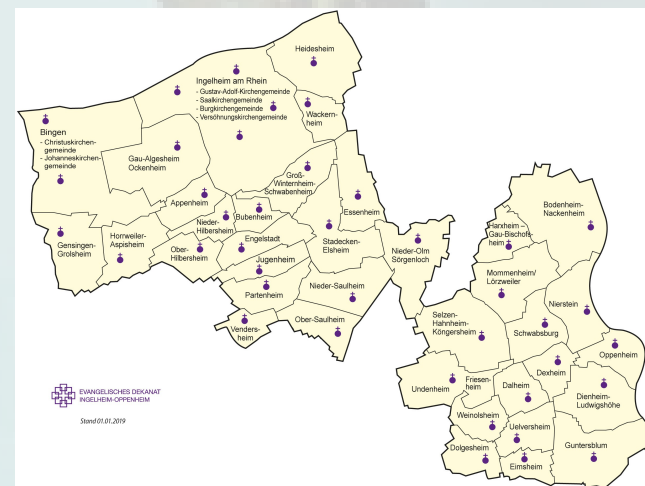 Heidesheim
Ingelheim am Rhein
- Gustav-Adolf-Kirchengemeinde
- Saalkirchengemeinde
- Burgkirchengemeinde
- Versöhnungskirchengemeinde
Wackern-
heim
Bingen
- Christuskirchen-
gemeinde
- Johanneskirchen-
gemeinde
Gau-Algesheim
Ockenheim
Groß-
Winternheim-
Schwabenheim
Appenheim
Nieder-
Hilbersheim
Bubenheim
Essenheim
Gensingen-
Grolsheim
Horrweiler-
Aspisheim
Ober-
Hilbersheim
Engelstadt
Stadecken-
Elsheim
Nieder-Olm
Sörgenloch
Jugenheim
Partenheim
Nieder-Saulheim
Venders-
heim
Ober-Saulheim
Bodenheim-
Nackenheim
Harxheim –
Gau-Bischofs-
heim
Mommenheim/
Lörzweiler
Nierstein
Selzen-
Hahnheim-
Köngersheim
Schwabsburg
Oppenheim
Dexheim
Undenheim
Friesen-
heim
Dalheim
Dienheim-
Ludwigshöhe
Weinolsheim
Uelversheim
Dolgesheim
Eimsheim
Guntersblum
EVANGELISCHES DEKANAT
INGELHEIM-OPPENHEIM
Stand 01.01.2019